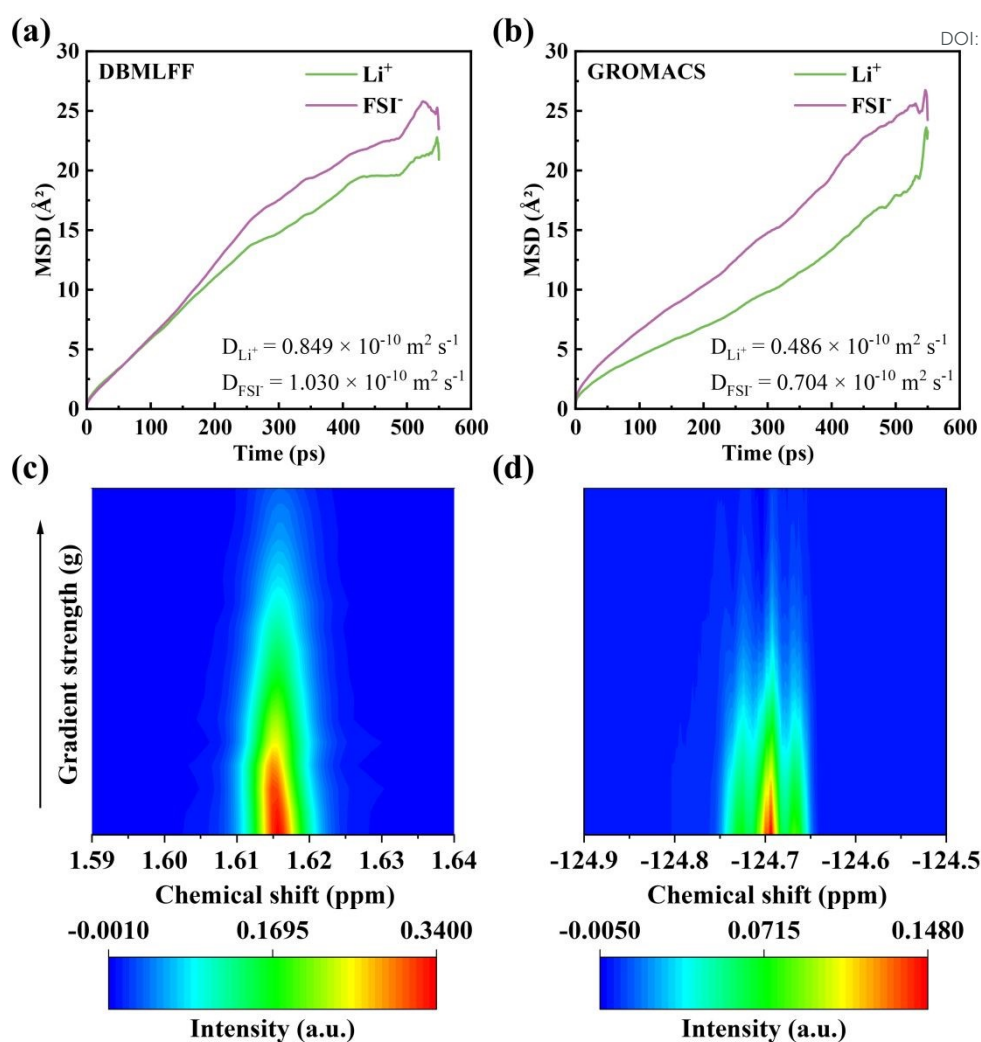 (a)
DBMLFF
Li⁺
FSI⁻
MSD (Å²)
30
25
20
15
10
5
0
D_Li⁺ = 0.849 × 10⁻¹⁰ m² s⁻¹
D_FSI⁻ = 1.030 × 10⁻¹⁰ m² s⁻¹
0 100 200 300 400 500 600
Time (ps)
(b)
DOI:
GROMACS
Li⁺
FSI⁻
MSD (Å²)
30
25
20
15
10
5
0
D_Li⁺ = 0.486 × 10⁻¹⁰ m² s⁻¹
D_FSI⁻ = 0.704 × 10⁻¹⁰ m² s⁻¹
0 100 200 300 400 500 600
Time (ps)
(c)
Gradient strength (g)
1.59 1.60 1.61 1.62 1.63 1.64
Chemical shift (ppm)
-0.0010 0.1695 0.3400
Intensity (a.u.)
(d)
-124.9 -124.8 -124.7 -124.6 -124.5
Chemical shift (ppm)
-0.0050 0.0715 0.1480
Intensity (a.u.)